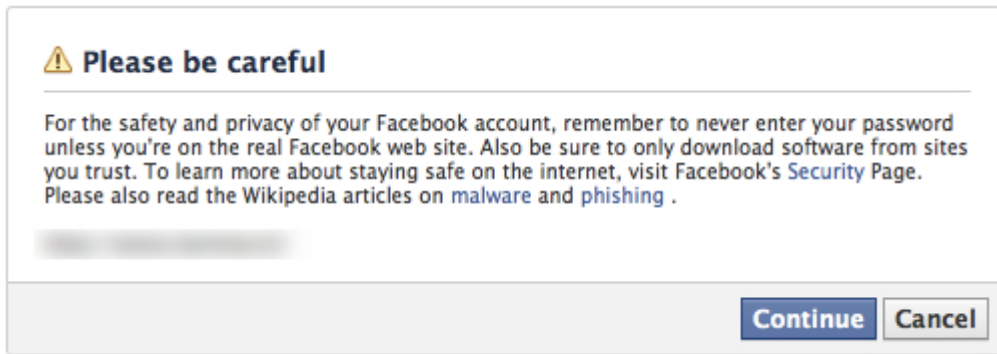 Please be careful
For the safety and privacy of your Facebook account, remember to never enter your password
unless you're on the real Facebook web site. Also be sure to only download software from sites
you trust. To learn more about staying safe on the internet, visit Facebook's Security Page.
Please also read the Wikipedia articles on malware and phishing .
Continue Cancel